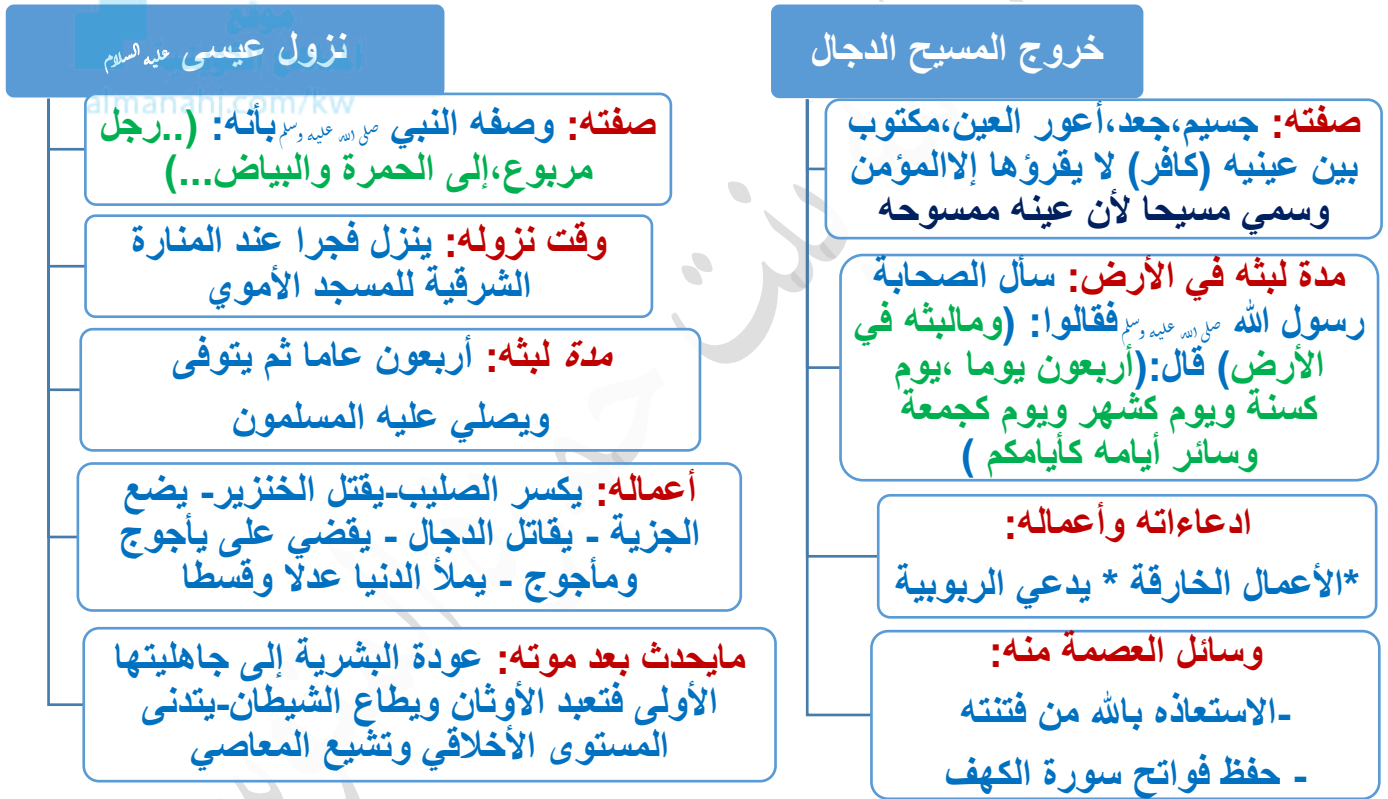 خروج المسيح الدجال
صفته: جسيم،جعد،أعور العين،مكتوب
بين عينيه (كافر) لا يقرؤها إلاالمؤمن
وسمي مسيحا لأن عينه ممسوحه
مدة لبثه في الأرض: سأل الصحابة
رسول الله صلى الله عليه وسلم فقالوا: (ومالبثه في
الأرض) قال:(أربعون يوما ،يوم
كسنة ويوم كشهر ويوم كجمعة
وسائر أيامه كأيامكم )
ادعاءاته وأعماله:
*الأعمال الخارقة * يدعي الربوبية
وسائل العصمة منه:
-الاستعاذه بالله من فتنته
- حفظ فواتح سورة الكهف
نزول عيسى عليه السلام
موقع
almanahj.com/kw
صفته: وصفه النبي صلى الله عليه وسلم بأنه: (..رجل
مربوع،إلى الحمرة والبياض...)
وقت نزوله: ينزل فجرا عند المنارة
الشرقية للمسجد الأموي
مدة لبثه: أربعون عاما ثم يتوفى
ويصلي عليه المسلمون
أعماله: يكسر الصليب-يقتل الخنزير- يضع
الجزية - يقاتل الدجال - يقضي على يأجوج
ومأجوج - يملأ الدنيا عدلا وقسطا
مايحدث بعد موته: عودة البشرية إلى جاهليتها
الأولى فتعبد الأوثان ويطاع الشيطان-يتدنى
المستوى الأخلاقي وتشيع المعاصي